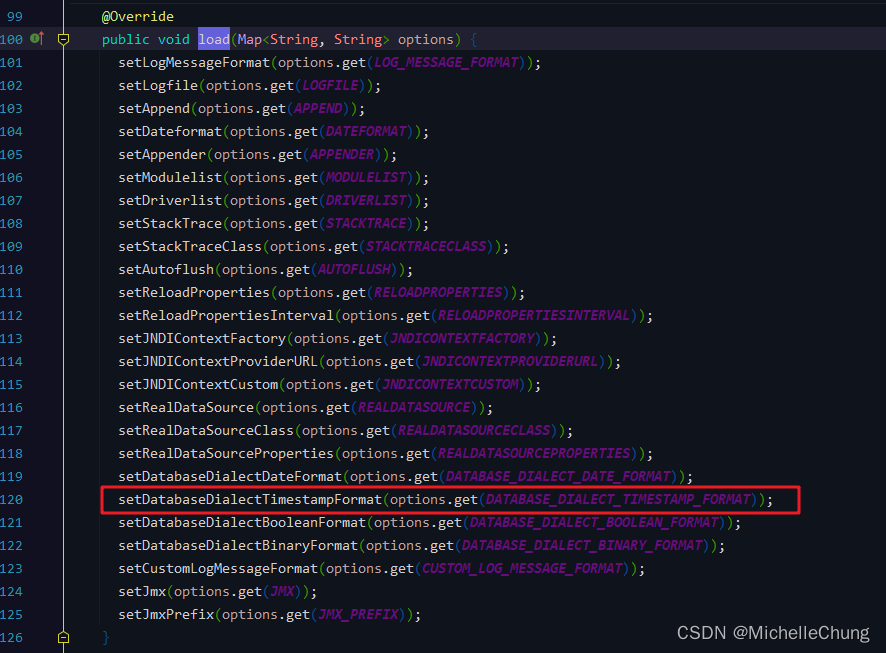 99 @Override
100 public void load(Map<String, String> options) {
101 setLogMessageFormat(options.get(LOG_MESSAGE_FORMAT));
102 setLogfile(options.get(LOGFILE));
103 setAppend(options.get(APPEND));
104 setDateformat(options.get(DATEFORMAT));
105 setAppender(options.get(APPENDER));
106 setModulelist(options.get(MODULELIST));
107 setDriverlist(options.get(DRIVERLIST));
108 setStackTrace(options.get(STACKTRACE));
109 setStackTraceClass(options.get(STACKTRACECLASS));
110 setAutoflush(options.get(AUTOFLUSH));
111 setReloadProperties(options.get(RELOADPROPERTIES));
112 setReloadPropertiesInterval(options.get(RELOADPROPERTIESINTERVAL));
113 setJNDIContextFactory(options.get(JNDICONTEXTFACTORY));
114 setJNDIContextProviderURL(options.get(JNDICONTEXTPROVIDERURL));
115 setJNDIContextCustom(options.get(JNDICONTEXTCUSTOM));
116 setRealDataSource(options.get(REALDATASOURCE));
117 setRealDataSourceClass(options.get(REALDATASOURCECLASS));
118 setRealDataSourceProperties(options.get(REALDATASOURCEPROPERTIES));
119 setDatabaseDialectDateFormat(options.get(DATABASE_DIALECT_DATE_FORMAT));
120 setDatabaseDialectTimestampFormat(options.get(DATABASE_DIALECT_TIMESTAMP_FORMAT));
121 setDatabaseDialectBooleanFormat(options.get(DATABASE_DIALECT_BOOLEAN_FORMAT));
122 setDatabaseDialectBinaryFormat(options.get(DATABASE_DIALECT_BINARY_FORMAT));
123 setCustomLogMessageFormat(options.get(CUSTOM_LOG_MESSAGE_FORMAT));
124 setJmx(options.get(JMX));
125 setJmxPrefix(options.get(JMX_PREFIX));
126 }
CSDN @MichelleChung